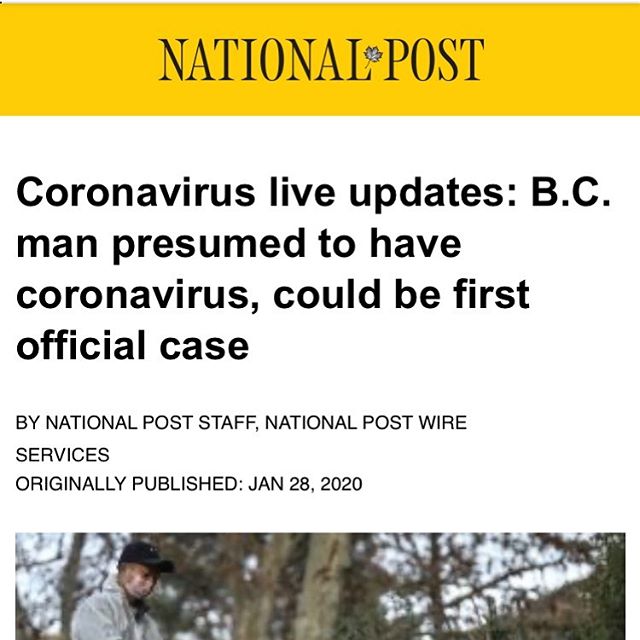 NATIONAL POST
Coronavirus live updates: B.C.
man presumed to have
coronavirus, could be first
official case
BY NATIONAL POST STAFF, NATIONAL POST WIRE
SERVICES
ORIGINALLY PUBLISHED: JAN 28, 2020